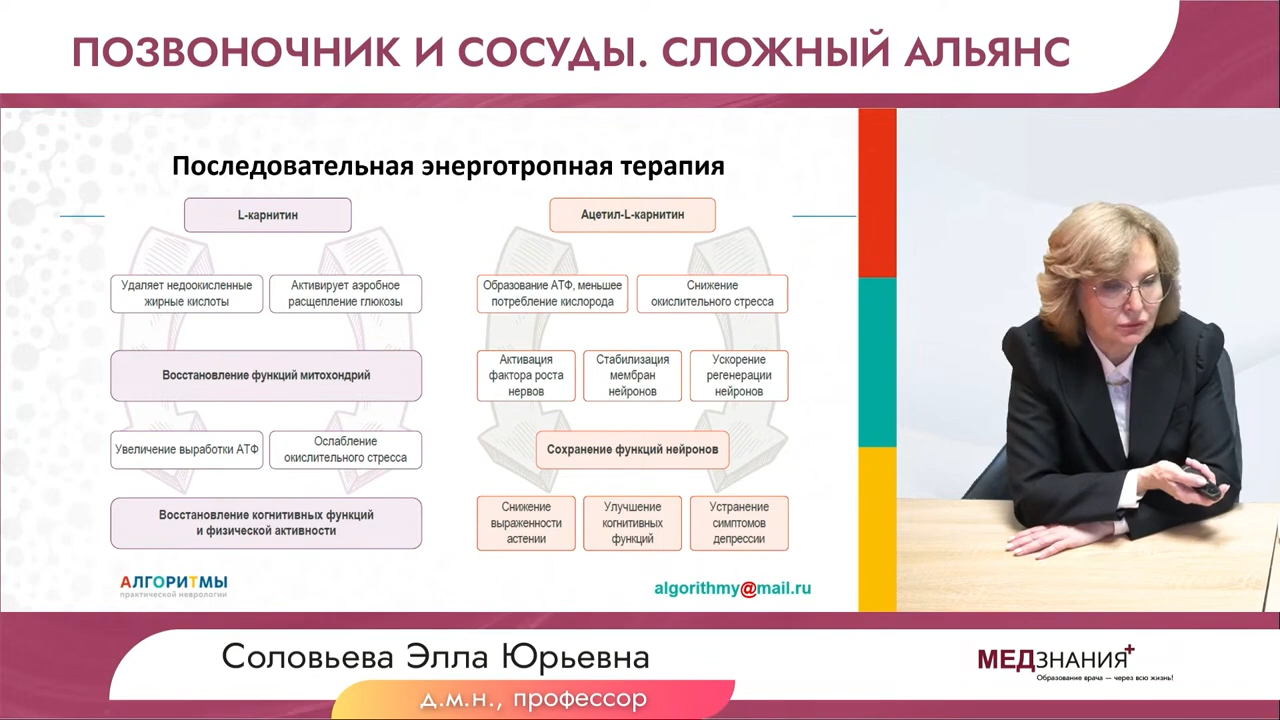 ПОЗВОНОЧНИК И СОСУДЫ. СЛОЖНЫЙ АЛЬЯНС
Последовательная энерготропная терапия
L-карнитин
Удаляет недоокисленные
жирные кислоты
Активирует аэробное
расщепление глюкозы
Восстановление функций митохондрий
Увеличение выработки АТФ
Ослабление
окислительного стресса
Восстановление когнитивных функций
и физической активности
Ацетил-L-карнитин
Образование АТФ, меньшее
потребление кислорода
Снижение
окислительного стресса
Активация
фактора роста
нервов
Стабилизация
мембран
нейронов
Ускорение
регенерации
нейронов
Сохранение функций нейронов
Снижение
выраженности
астении
Улучшение
когнитивных
функций
Устранение
симптомов
депрессии
АЛГОРИТМЫ
практической неврологии
algorithmy@mail.ru
Соловьева Элла Юрьевна
д.м.н., профессор
МЕДЗНАНИЯ+
Образование врача — через всю жизнь!